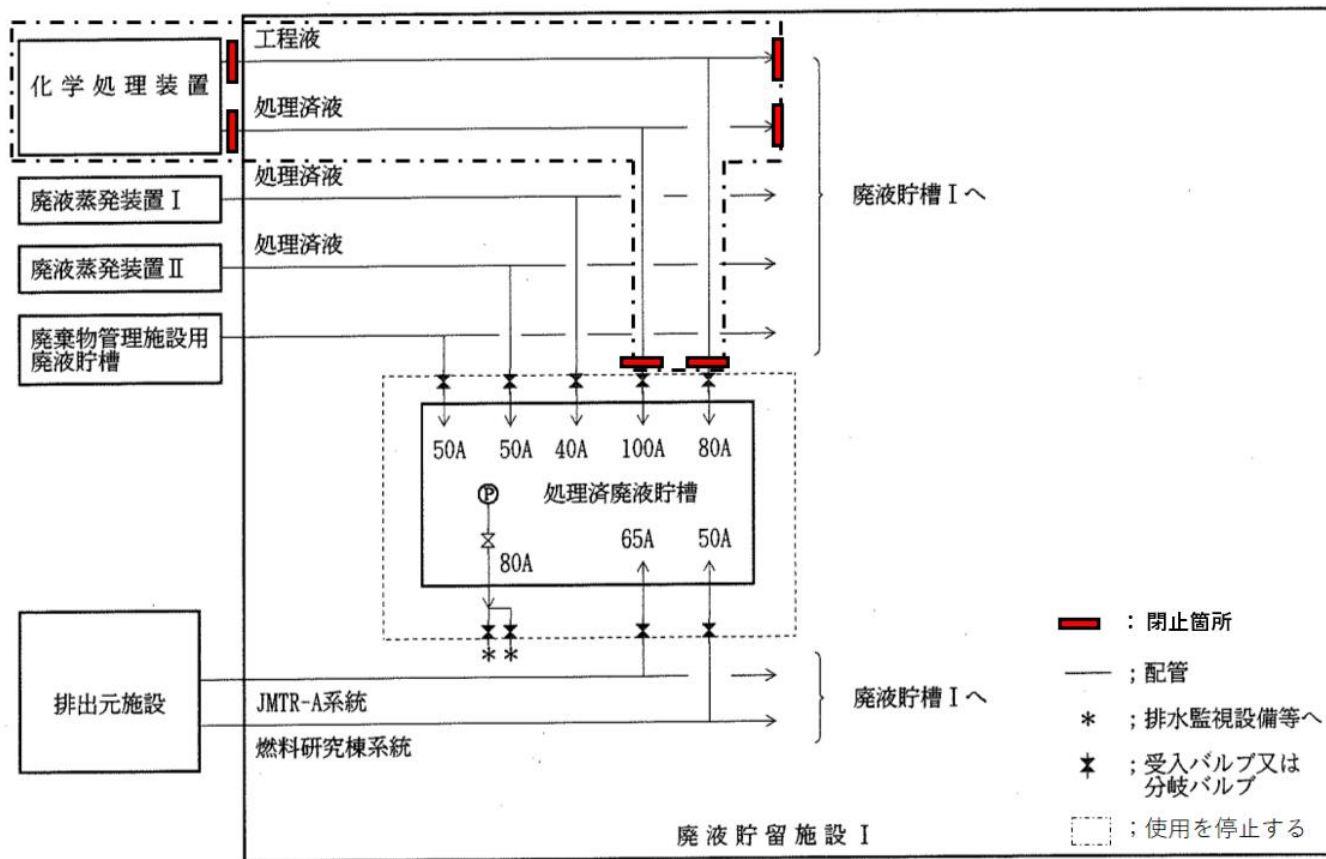 工程液
化学処理装置
処理済液
処理済液
廃液蒸発装置Ⅰ
廃液貯槽Ⅰへ
処理済液
廃液蒸発装置Ⅱ
廃棄物管理施設用
廃液貯槽
50A 50A 40A 100A 80A
P 処理済廃液貯槽
65A 50A
80A
排出元施設
JMTR-A系統
燃料研究棟系統
廃液貯槽Ⅰへ
：閉止箇所
；配管
* ；排水監視設備等へ
；受入バルブ又は
分岐バルブ
；使用を停止する
廃液貯留施設Ⅰ